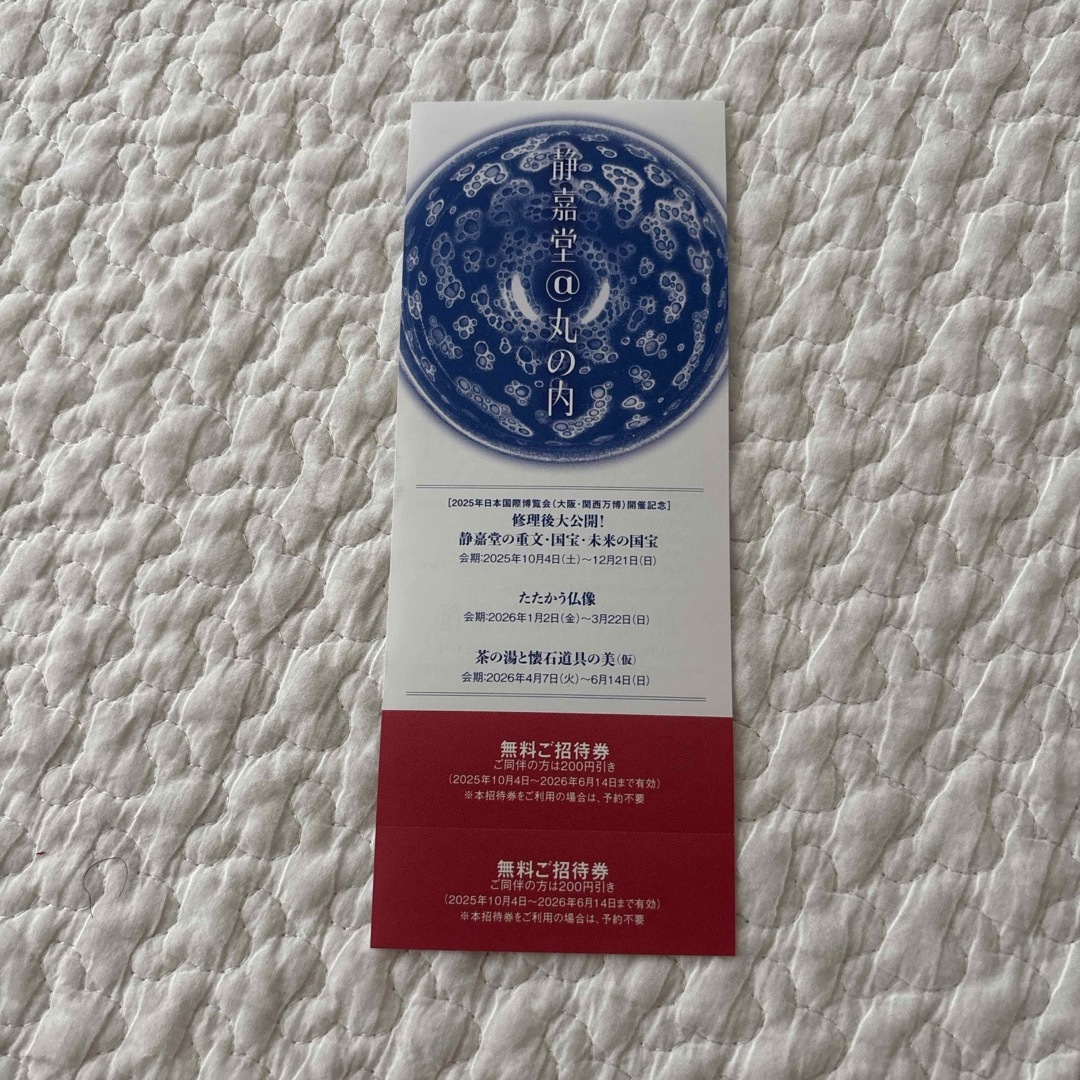 静嘉堂@丸の内
［2025年日本国際博覧会（大阪・関西万博）開催記念］
修理後大公開！
静嘉堂の重文・国宝・未来の国宝
会期：2025年10月4日（土）～12月21日（日）
たたかう仏像
会期：2026年1月2日（金）～3月22日（日）
茶の湯と懐石道具の美（仮）
会期：2026年4月7日（火）～6月14日（日）
無料ご招待券
ご同伴の方は200円引き
（2025年10月4日～2026年6月14日まで有効）
※本招待券をご利用の場合は、予約不要
無料ご招待券
ご同伴の方は200円引き
（2025年10月4日～2026年6月14日まで有効）
※本招待券をご利用の場合は、予約不要